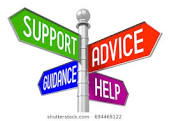 SUPPORT
ADVICE
GUIDANCE
HELP
shutterstock.com · 694469122